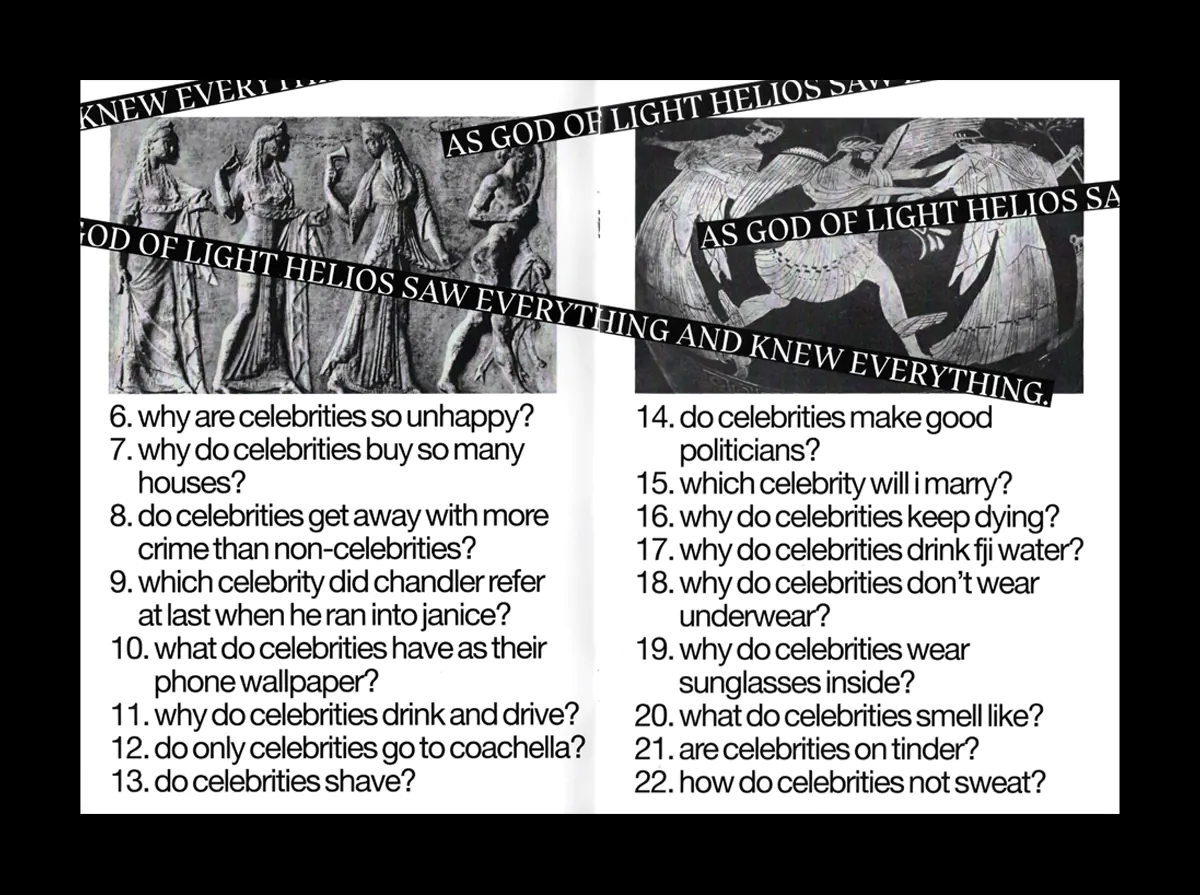 KNEW EVERYTHI
AS GOD OF LIGHT HELIOS SAW E
GOD OF LIGHT HELIOS SAW EVERYTHING AND KNEW EVERYTHING.
AS GOD OF LIGHT HELIOS SA
6. why are celebrities so unhappy?
7. why do celebrities buy so many
houses?
8. do celebrities get away with more
crime than non-celebrities?
9. which celebrity did chandler refer
at last when he ran into janice?
10. what do celebrities have as their
phone wallpaper?
11. why do celebrities drink and drive?
12. do only celebrities go to coachella?
13. do celebrities shave?
14. do celebrities make good
politicians?
15. which celebrity will i marry?
16. why do celebrities keep dying?
17. why do celebrities drink fji water?
18. why do celebrities don't wear
underwear?
19. why do celebrities wear
sunglasses inside?
20. what do celebrities smell like?
21. are celebrities on tinder?
22. how do celebrities not sweat?